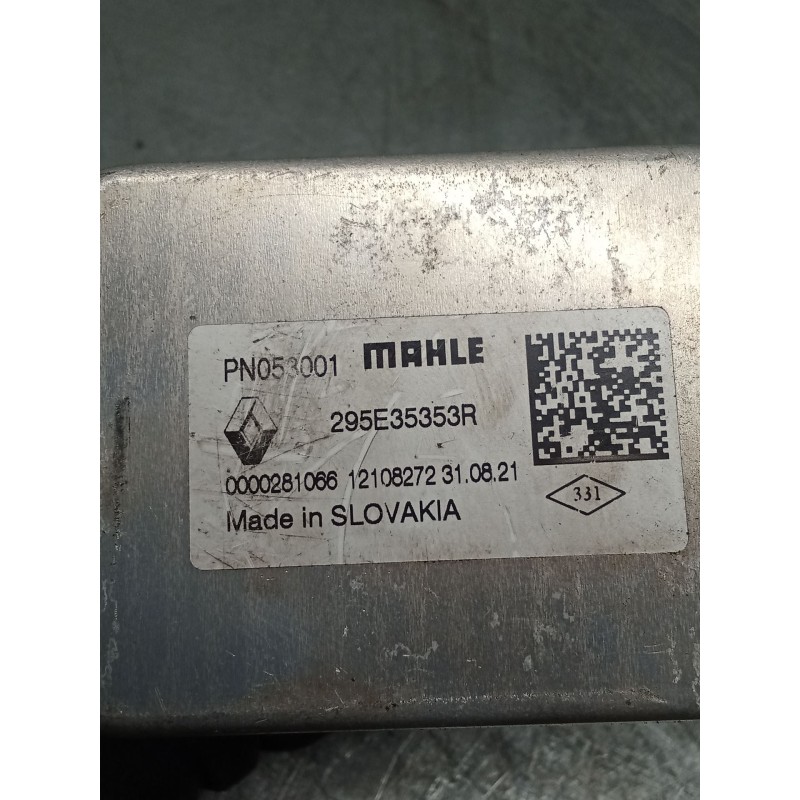 PN053001 MAHLE
295E35353R
0000281066 12108272 31.08.21
331
Made in SLOVAKIA